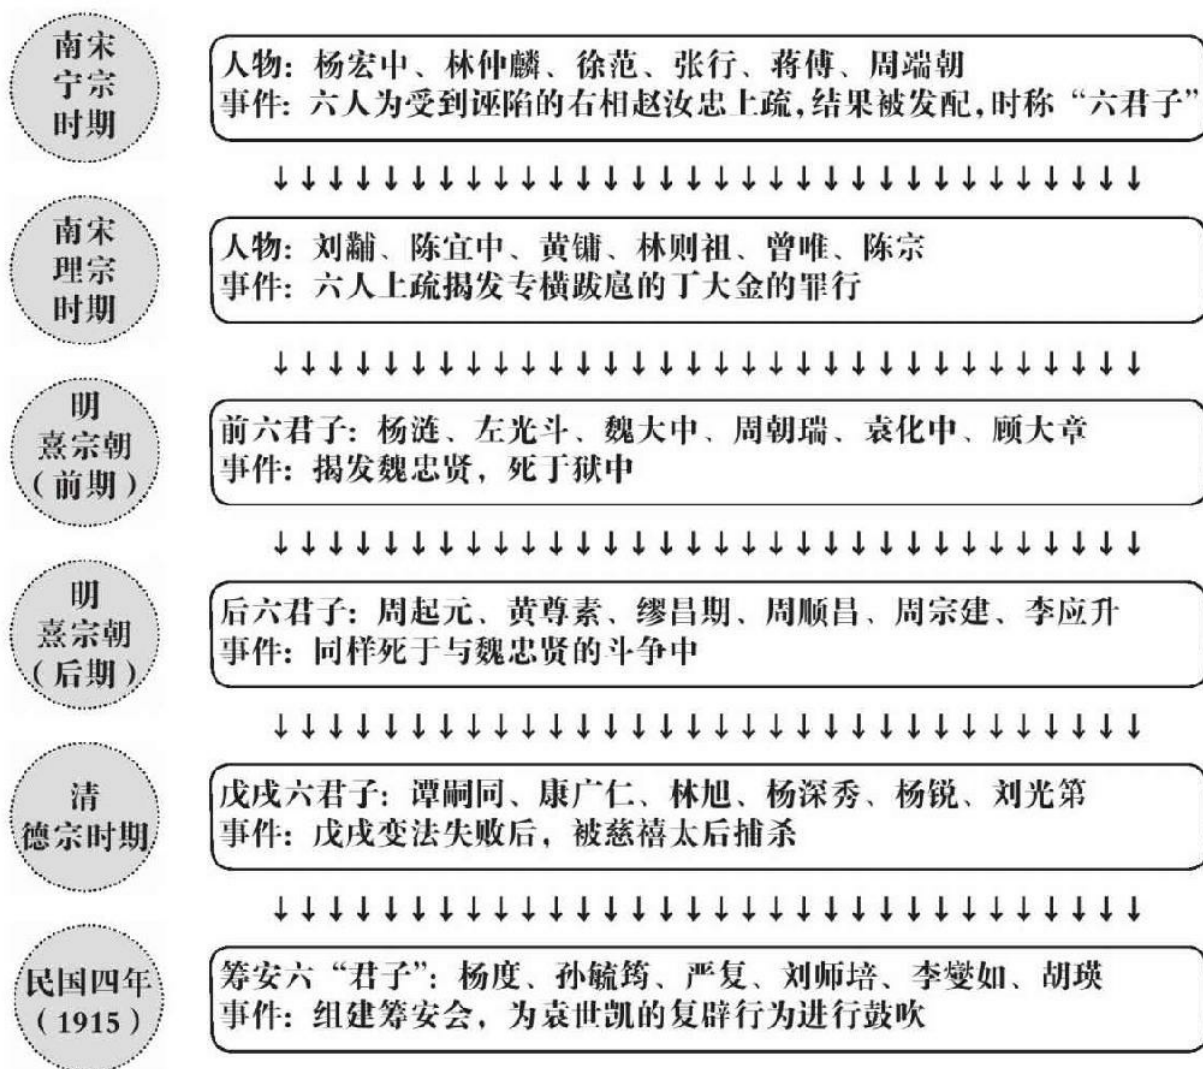 南宋
宁宗
时期
人物：杨宏中、林仲麟、徐范、张行、蒋傅、周端朝
事件：六人为受到诬陷的右相赵汝忠上疏，结果被发配，时称“六君子”
南宋
理宗
时期
人物：刘黼、陈宜中、黄镛、林则祖、曾唯、陈宗
事件：六人上疏揭发专横跋扈的丁大金的罪行
明
熹宗朝
（前期）
前六君子：杨涟、左光斗、魏大中、周朝瑞、袁化中、顾大章
事件：揭发魏忠贤，死于狱中
明
熹宗朝
（后期）
后六君子：周起元、黄尊素、缪昌期、周顺昌、周宗建、李应升
事件：同样死于与魏忠贤的斗争中
清
德宗时期
戊戌六君子：谭嗣同、康广仁、林旭、杨深秀、杨锐、刘光第
事件：戊戌变法失败后，被慈禧太后捕杀
民国四年
（1915）
筹安六“君子”：杨度、孙毓筠、严复、刘师培、李燮如、胡瑛
事件：组建筹安会，为袁世凯的复辟行为进行鼓吹